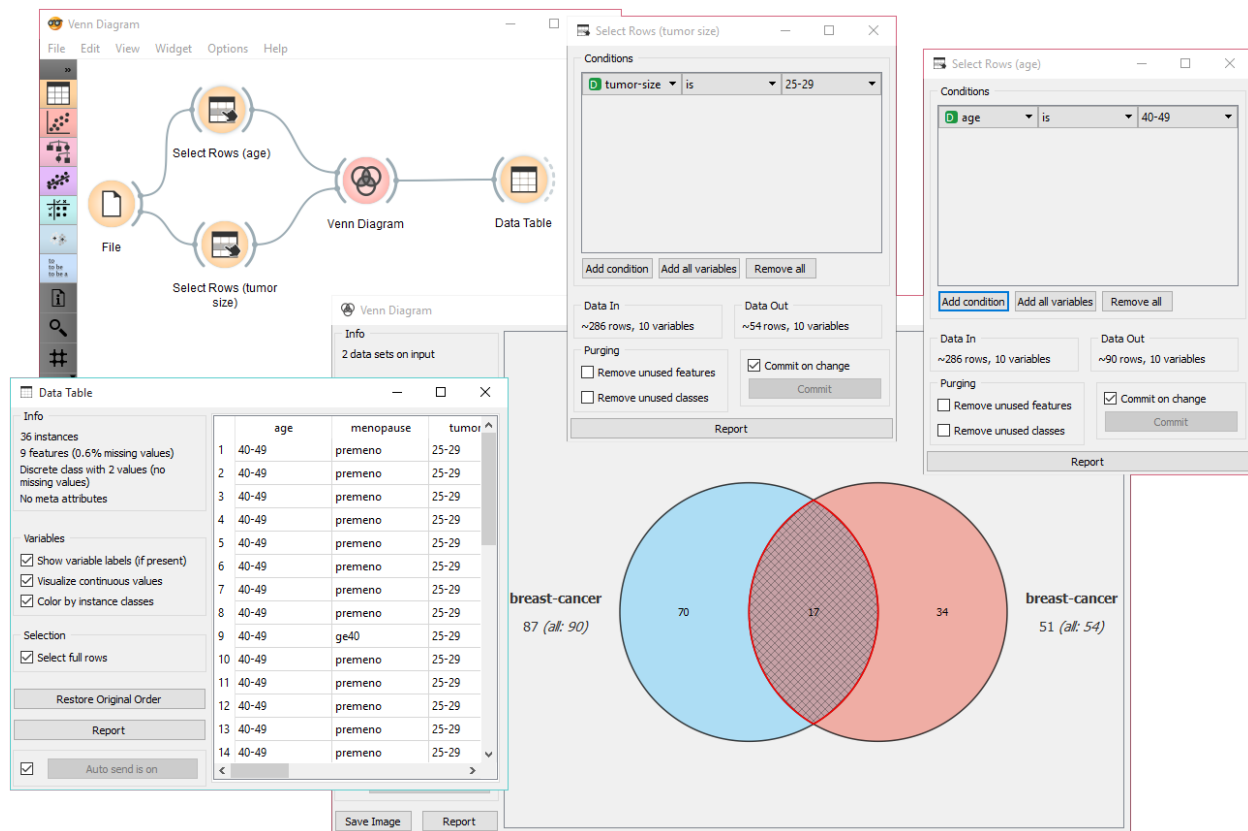 Venn Diagram
File Edit View Widget Options Help
»
to
to be
to be a
File
Select Rows (age)
Select Rows (tumor
size)
Venn Diagram
Data Table
Select Rows (tumor size)
Conditions
D tumor-size is 25-29
Add condition Add all variables Remove all
Data In
~286 rows, 10 variables
Data Out
~54 rows, 10 variables
Purging
Remove unused features
Remove unused classes
Commit on change
Commit
Report
Select Rows (age)
Conditions
D age is 40-49
Add condition Add all variables Remove all
Data In
~286 rows, 10 variables
Data Out
~90 rows, 10 variables
Purging
Remove unused features
Remove unused classes
Commit on change
Commit
Report
Venn Diagram
Info
2 data sets on input
breast-cancer
87 (all: 90)
70
17
34
breast-cancer
51 (all: 54)
Save Image Report
Data Table
Info
36 instances
9 features (0.6% missing values)
Discrete class with 2 values (no
missing values)
No meta attributes
Variables
Show variable labels (if present)
Visualize continuous values
Color by instance classes
Selection
Select full rows
Restore Original Order
Report
Auto send is on
age menopause tumor
1 40-49 premeno 25-29
2 40-49 premeno 25-29
3 40-49 premeno 25-29
4 40-49 premeno 25-29
5 40-49 premeno 25-29
6 40-49 premeno 25-29
7 40-49 premeno 25-29
8 40-49 premeno 25-29
9 40-49 ge40 25-29
10 40-49 premeno 25-29
11 40-49 premeno 25-29
12 40-49 premeno 25-29
13 40-49 premeno 25-29
14 40-49 premeno 25-29